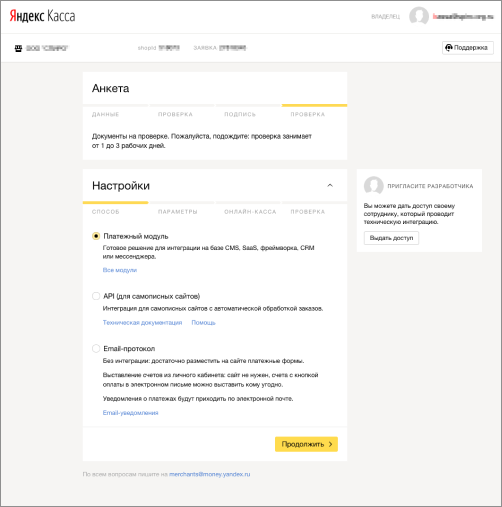 Яндекс Касса
ВЛАДЕЛЕЦ
shopId
ЗАЯВКА
Поддержка
Анкета
ДАННЫЕ ПРОВЕРКА ПОДПИСЬ ПРОВЕРКА
Документы на проверке. Пожалуйста, подождите: проверка занимает
от 1 до 3 рабочих дней.
Настройки
СПОСОБ ПАРАМЕТРЫ ОНЛАЙН-КАССА ПРОВЕРКА
Платежный модуль
Готовое решение для интеграции на базе CMS, SaaS, фреймворка, CRM
или мессенджера.
Все модули
API (для самописных сайтов)
Интеграция для самописных сайтов с автоматической обработкой заказов.
Техническая документация Помощь
Email-протокол
Без интеграции: достаточно разместить на сайте платежные формы.
Выставление счетов из личного кабинета: сайт не нужен, счета с кнопкой
оплаты в электронном письме можно выставить кому угодно.
Уведомления о платежах будут приходить по электронной почте.
Email-уведомления
Продолжить
ПРИГЛАСИТЕ РАЗРАБОТЧИКА
Вы можете дать доступ своему
сотруднику, который проводит
техническую интеграцию.
Выдать доступ
По всем вопросам пишите на merchants@money.yandex.ru